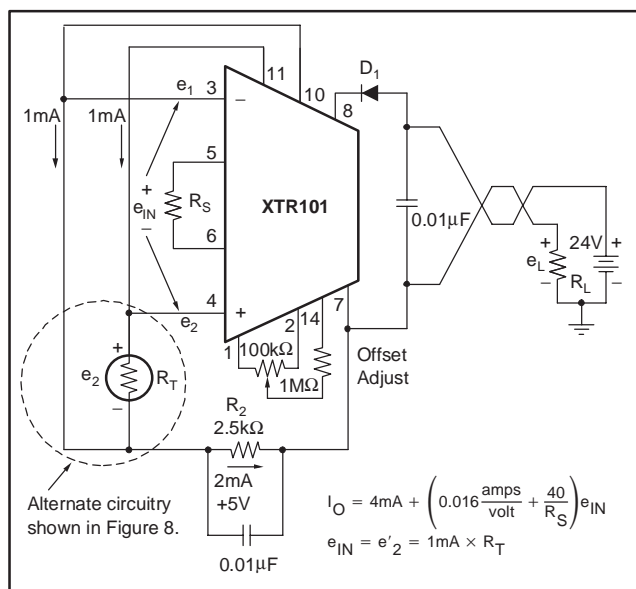 11
10
D1
e1
3
−
8
1mA
1mA
5
+
eIN
−
RS
XTR101
0.01µF
6
24V
+
+
eL
RL
−
−
4
+
e2
2
14
7
1
100kΩ
1MΩ
Offset
Adjust
+
e2
RT
−
R2
2.5kΩ
2mA
+5V
0.01µF
Alternate circuitry
shown in Figure 8.
IO = 4mA + (0.016 amps/volt + 40/RS) eIN
eIN = e′2 = 1mA × RT